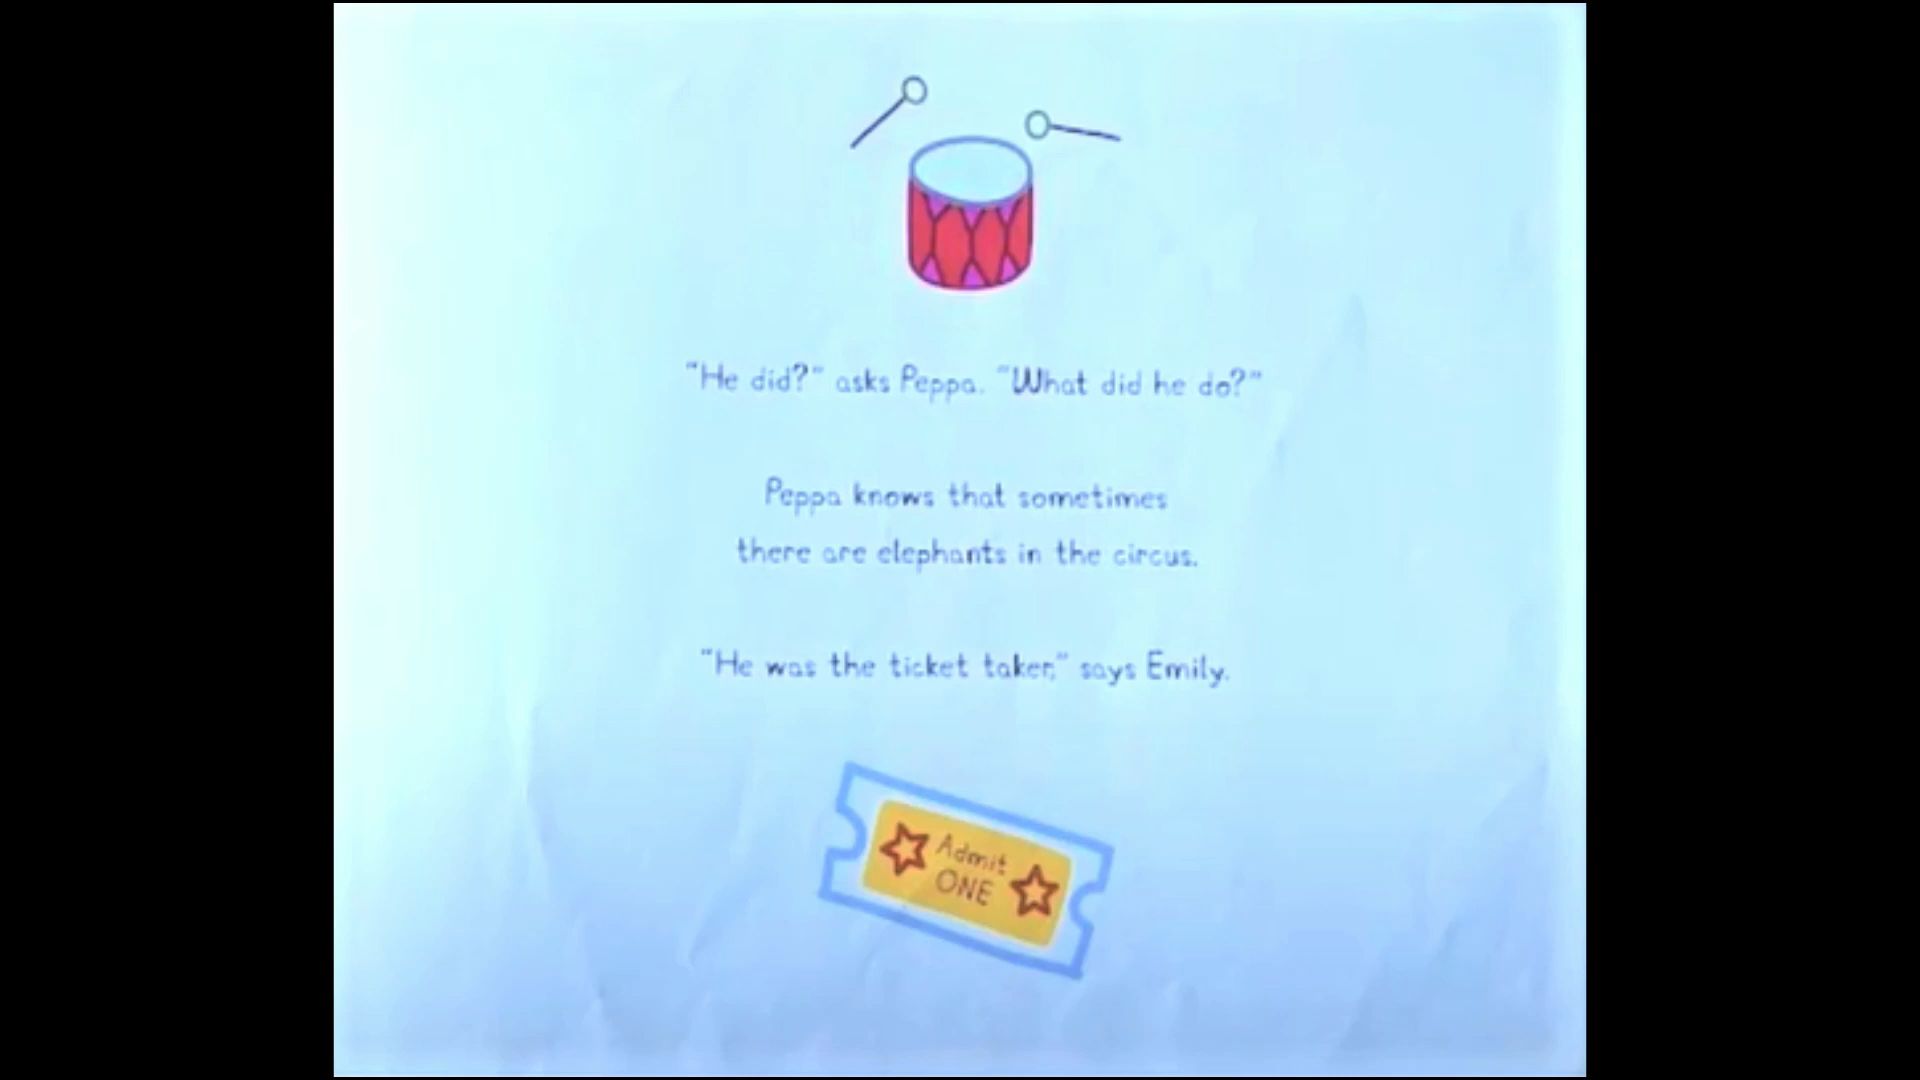 "He did?" asks Peppa. "What did he do?"
Peppa knows that sometimes
there are elephants in the circus.
"He was the ticket taker," says Emily.
Admit
ONE